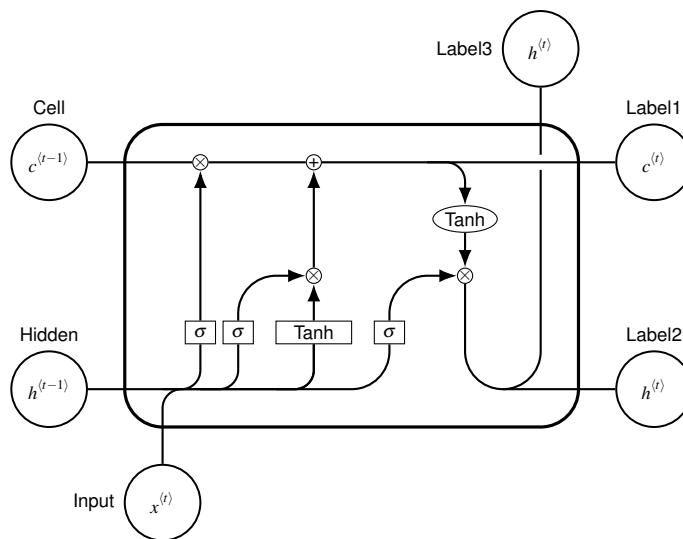 Label3
h⟨t⟩
Cell
Label1
c⟨t−1⟩
⊗
+
c⟨t⟩
Tanh
⊗
⊗
Hidden
σ
σ
Tanh
σ
Label2
h⟨t−1⟩
h⟨t⟩
Input
x⟨t⟩